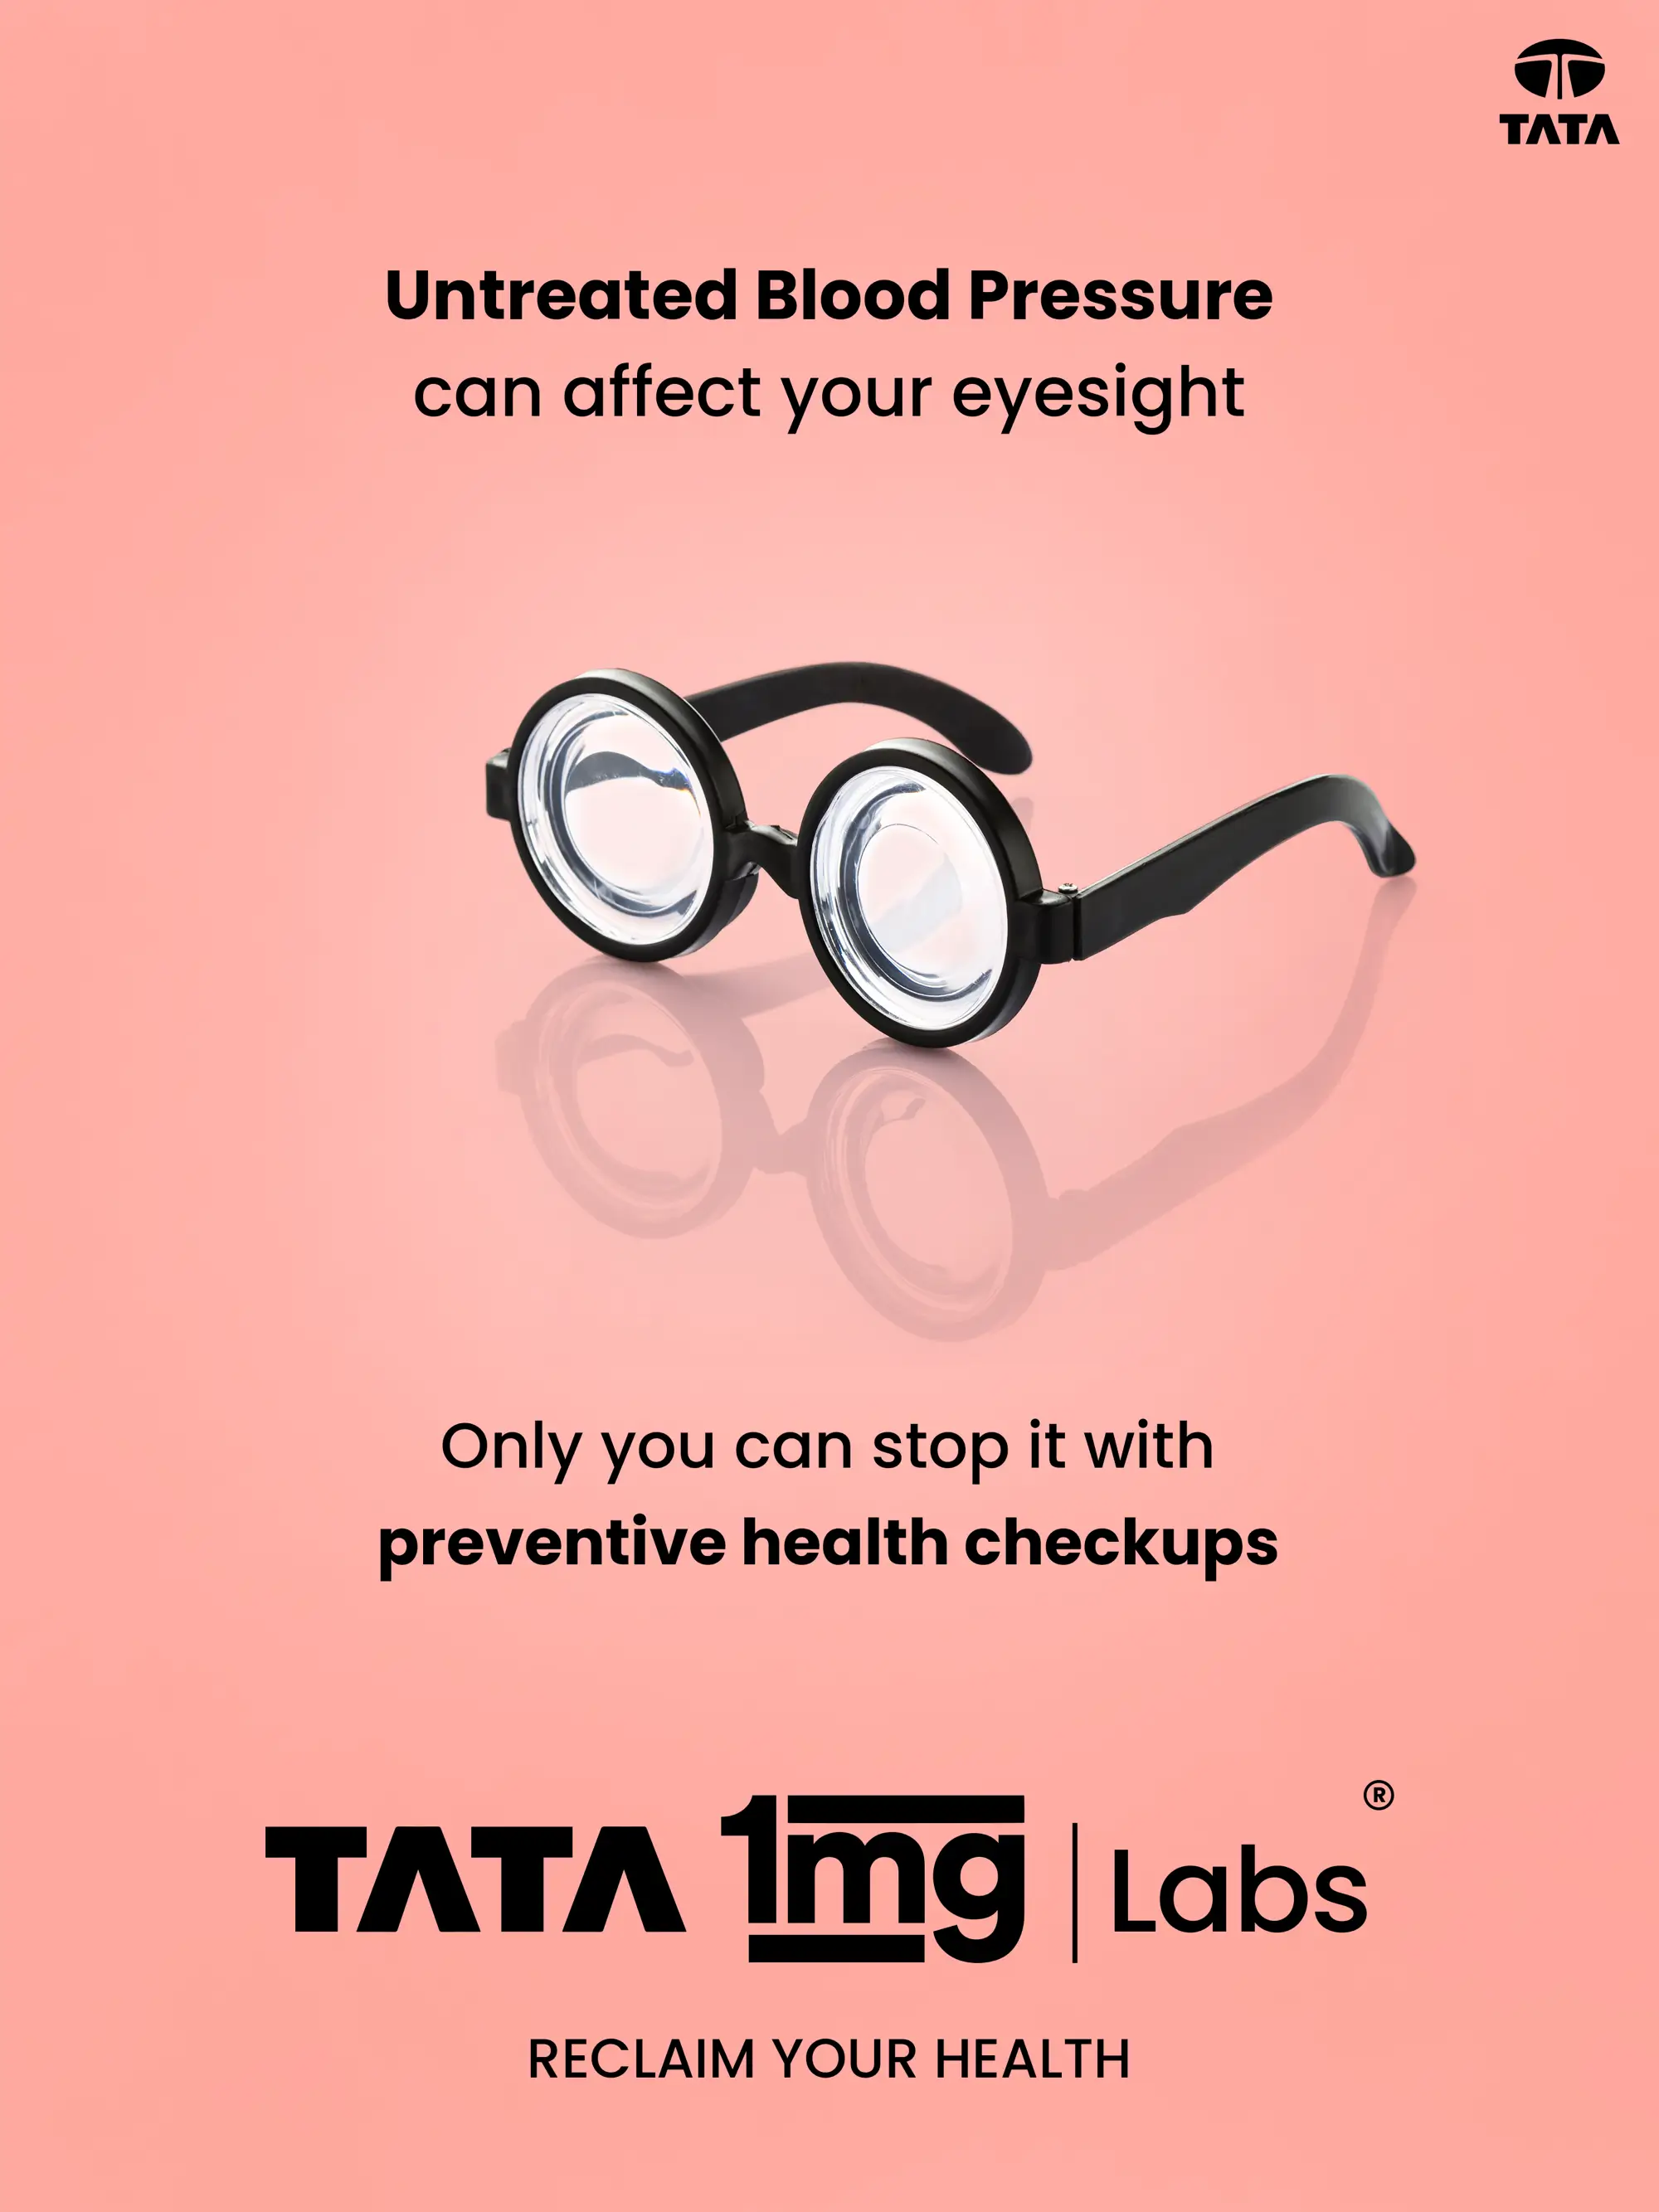 TATA
Untreated Blood Pressure
can affect your eyesight
Only you can stop it with
preventive health checkups
TATA 1mg | Labs ®
RECLAIM YOUR HEALTH